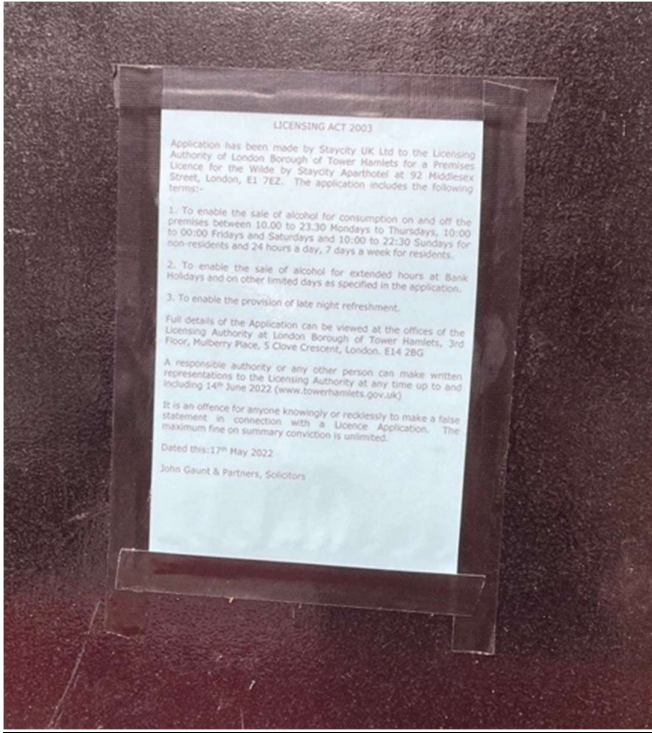 LICENSING ACT 2003
Application has been made by Staycity UK Ltd to the Licensing
Authority of London Borough of Tower Hamlets for a Premises
Licence for the Wilde by Staycity Aparthotel at 92 Middlesex
Street, London, E1 7EZ. The application includes the following
terms:-
1. To enable the sale of alcohol for consumption on and off the
premises between 10.00 to 23.30 Mondays to Thursdays, 10:00
to 00:00 Fridays and Saturdays and 10:00 to 22:30 Sundays for
non-residents and 24 hours a day, 7 days a week for residents.
2. To enable the sale of alcohol for extended hours at Bank
Holidays and on other limited days as specified in the application.
3. To enable the provision of late night refreshment.
Full details of the Application can be viewed at the offices of the
Licensing Authority at London Borough of Tower Hamlets, 3rd
Floor, Mulberry Place, 5 Clove Crescent, London. E14 2BG
A responsible authority or any other person can make written
representations to the Licensing Authority at any time up to and
including 14th June 2022 (www.towerhamlets.gov.uk)
It is an offence for anyone knowingly or recklessly to make a false
statement in connection with a Licence Application. The
maximum fine on summary conviction is unlimited.
Dated this:17th May 2022
John Gaunt & Partners, Solicitors